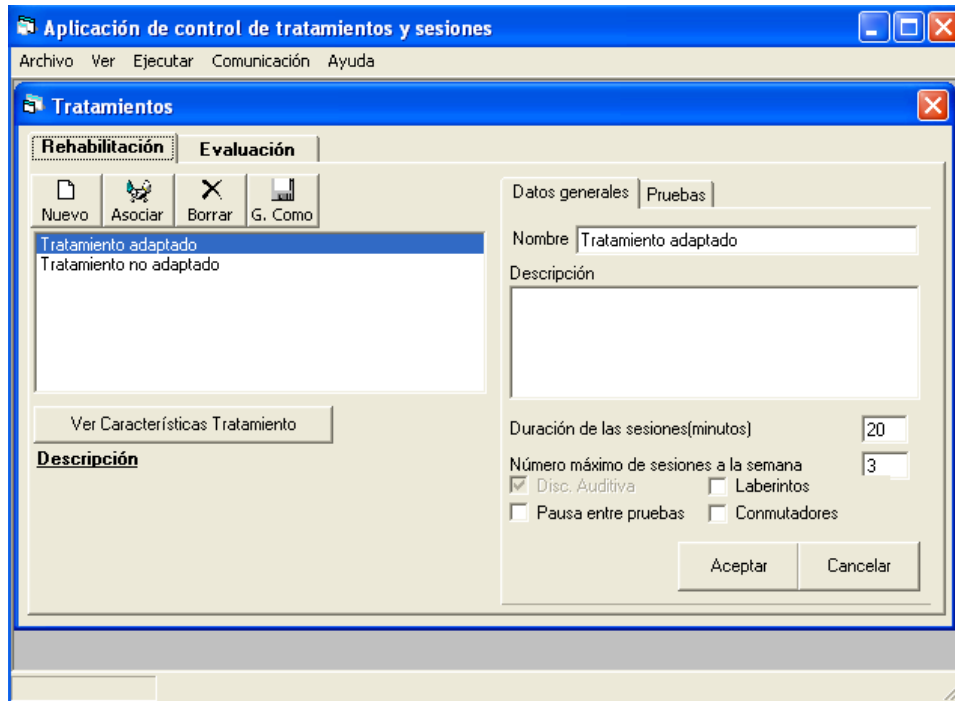 Aplicación de control de tratamientos y sesiones
Archivo Ver Ejecutar Comunicación Ayuda
Tratamientos
Rehabilitación Evaluación
Nuevo Asociar Borrar G. Como
Tratamiento adaptado
Tratamiento no adaptado
Ver Características Tratamiento
Descripción
Datos generales Pruebas
Nombre Tratamiento adaptado
Descripción
Duración de las sesiones(minutos) 20
Número máximo de sesiones a la semana 3
Disc. Auditiva Laberintos
Pausa entre pruebas Conmutadores
Aceptar Cancelar